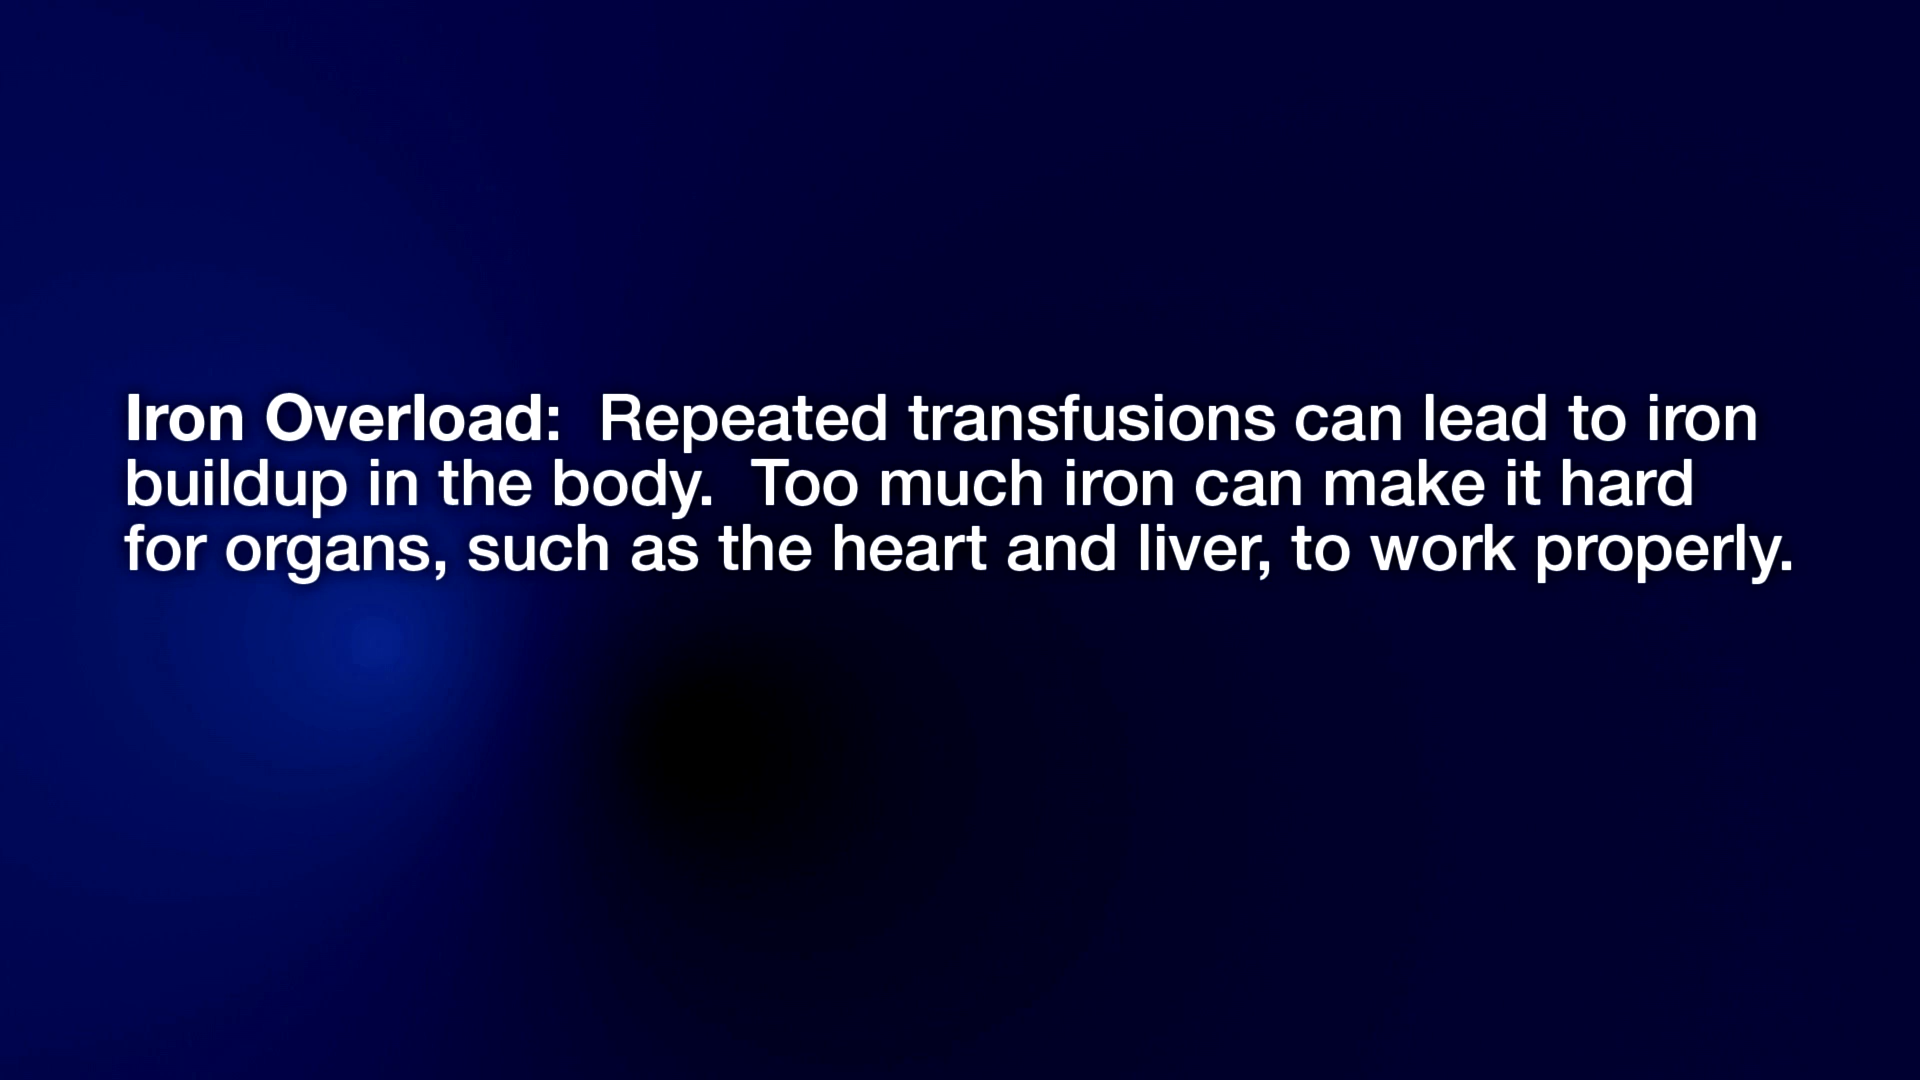 Iron Overload:  Repeated transfusions can lead to iron
buildup in the body.  Too much iron can make it hard
for organs, such as the heart and liver, to work properly.